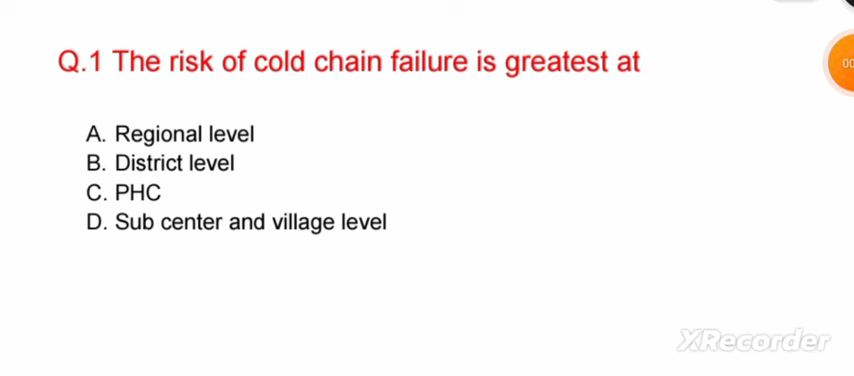 Q.1 The risk of cold chain failure is greatest at
00
A. Regional level
B. District level
C. PHC
D. Sub center and village level
XRecorder